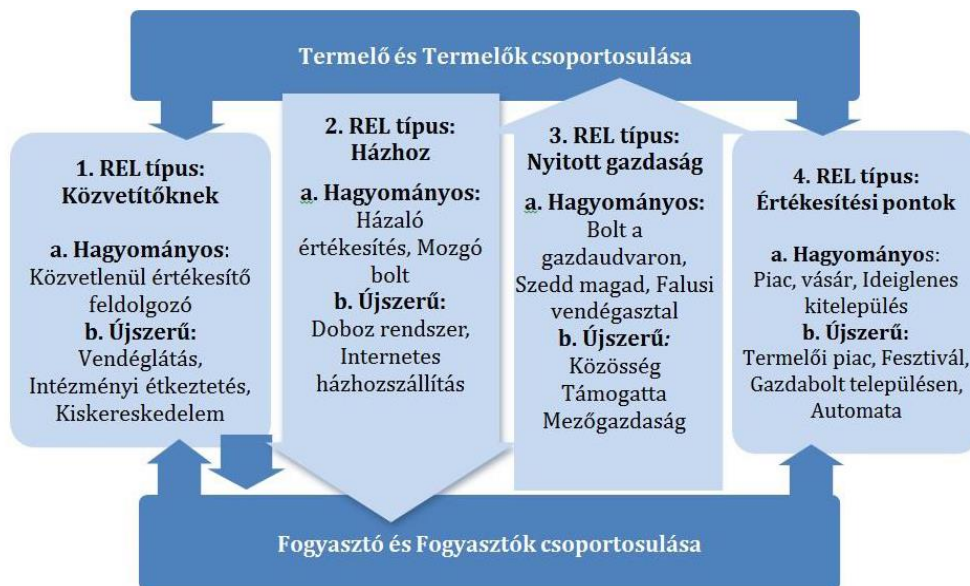 Termelő és Termelők csoportosulása
1. REL típus:
Közvetítőknek
a. Hagyományos:
Közvetlenül értékesítő
feldolgozó
b. Újszerű:
Vendéglátás,
Intézményi étkeztetés,
Kiskereskedelem
2. REL típus:
Házhoz
a. Hagyományos:
Házaló
értékesítés, Mozgó
bolt
b. Újszerű:
Doboz rendszer,
Internetes
házhozszállítás
3. REL típus:
Nyitott gazdaság
a. Hagyományos:
Bolt a
gazdaudvaron,
Szedd magad, Falusi
vendégasztal
b. Újszerű:
Közösség
Támogatta
Mezőgazdaság
4. REL típus:
Értékesítési pontok
a. Hagyományos:
Piac, vásár, Ideiglenes
kitelepülés
b. Újszerű:
Termelői piac, Fesztivál,
Gazdabolt településen,
Automata
Fogyasztó és Fogyasztók csoportosulása